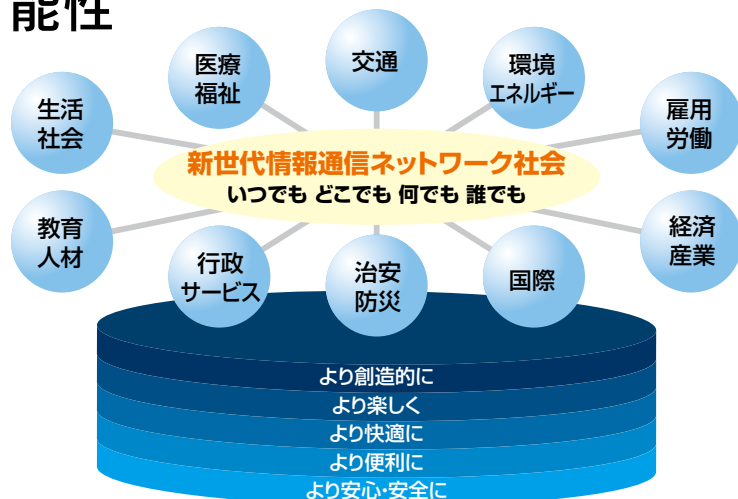 能性
医療
福祉
交通
環境
エネルギー
生活
社会
雇用
労働
新世代情報通信ネットワーク社会
いつでも どこでも 何でも 誰でも
教育
人材
経済
産業
行政
サービス
治安
防災
国際
より創造的に
より楽しく
より快適に
より便利に
より安心・安全に